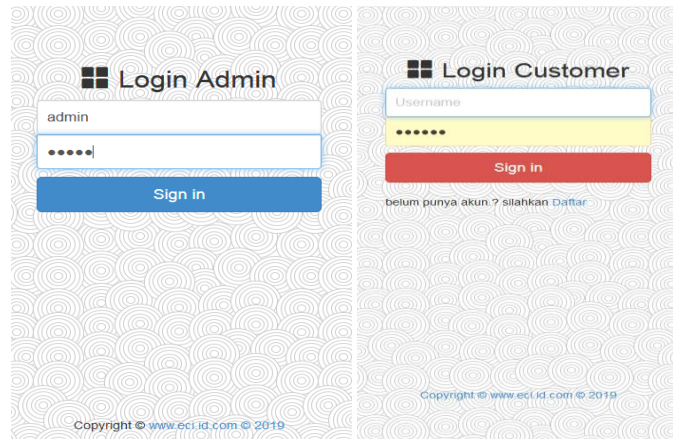 Login Admin
admin
•••••
Sign in
Copyright © www.eci.id.com © 2019
Login Customer
Username
••••••
Sign in
belum punya akun ? silahkan Daftar
Copyright © www.eci.id.com © 2019